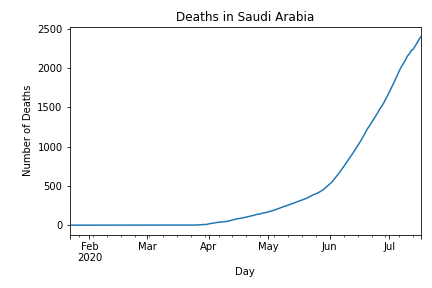 Deaths in Saudi Arabia
2500
2000
1500
1000
500
0
Number of Deaths
Feb Mar Apr May Jun Jul
2020
Day